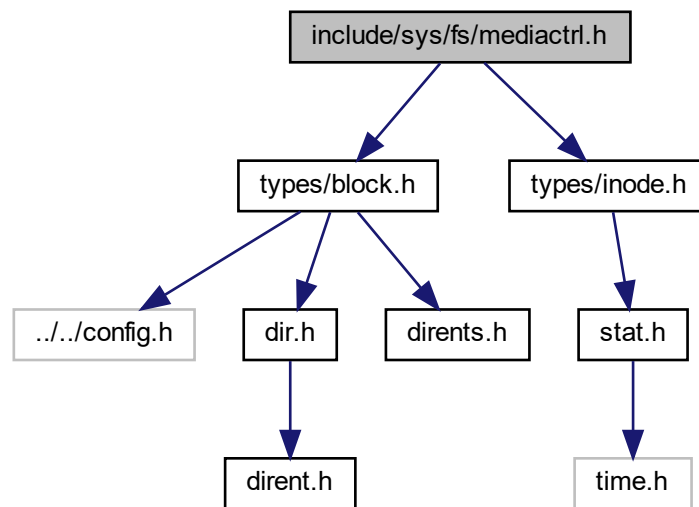 include/sys/fs/mediactrl.h
types/block.h
types/inode.h
../../config.h
dir.h
dirents.h
stat.h
dirent.h
time.h